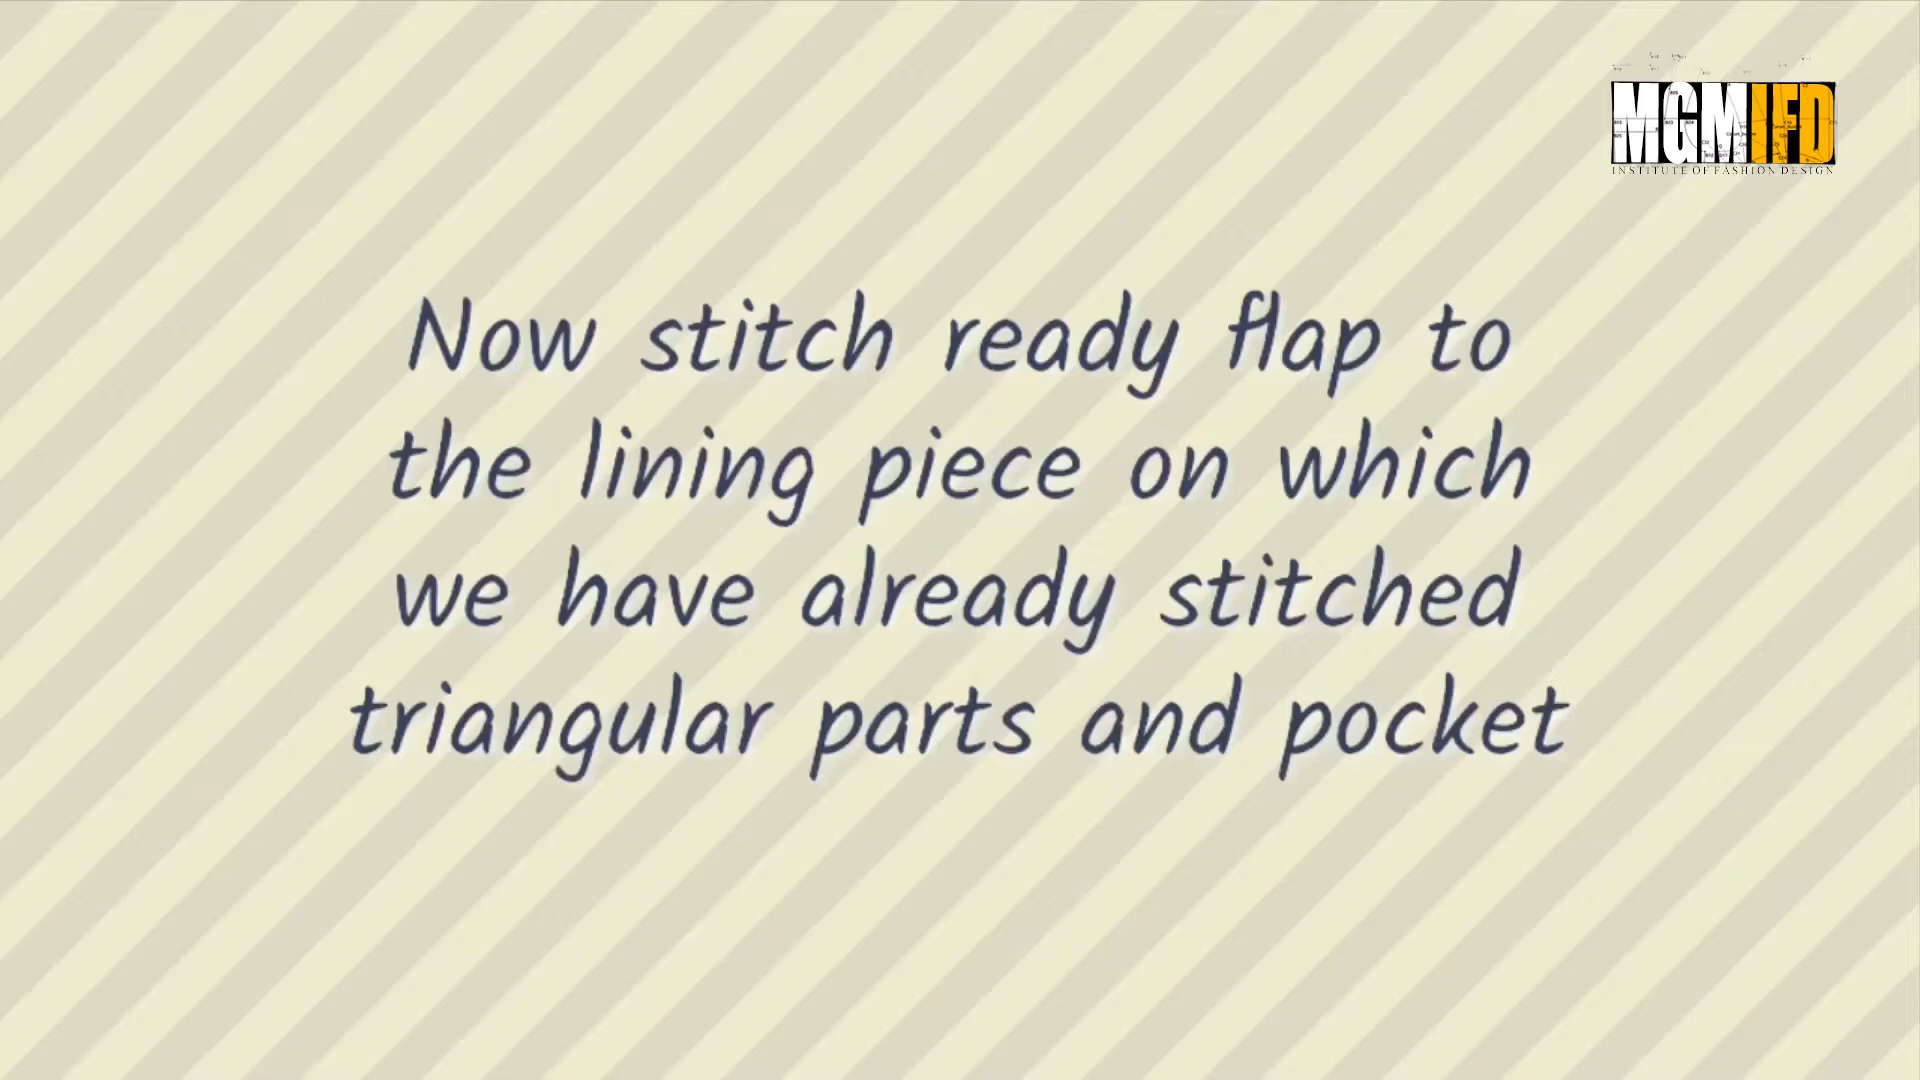 MGMIFD
INSTITUTE OF FASHION DESIGN
Now stitch ready flap to
the lining piece on which
we have already stitched
triangular parts and pocket